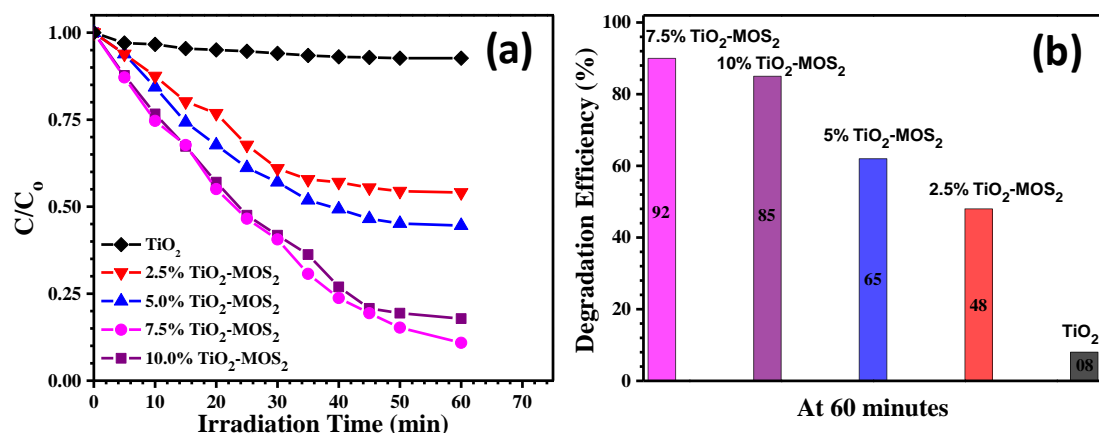 (a)
1.00
0.75
0.50
0.25
0.00
C/Cₒ
TiO₂
2.5% TiO₂-MOS₂
5.0% TiO₂-MOS₂
7.5% TiO₂-MOS₂
10.0% TiO₂-MOS₂
0 10 20 30 40 50 60 70
Irradiation Time (min)
(b)
100
80
60
40
20
0
Degradation Efficiency (%)
7.5% TiO₂-MOS₂
10% TiO₂-MOS₂
5% TiO₂-MOS₂
2.5% TiO₂-MOS₂
TiO₂
92
85
65
48
08
At 60 minutes